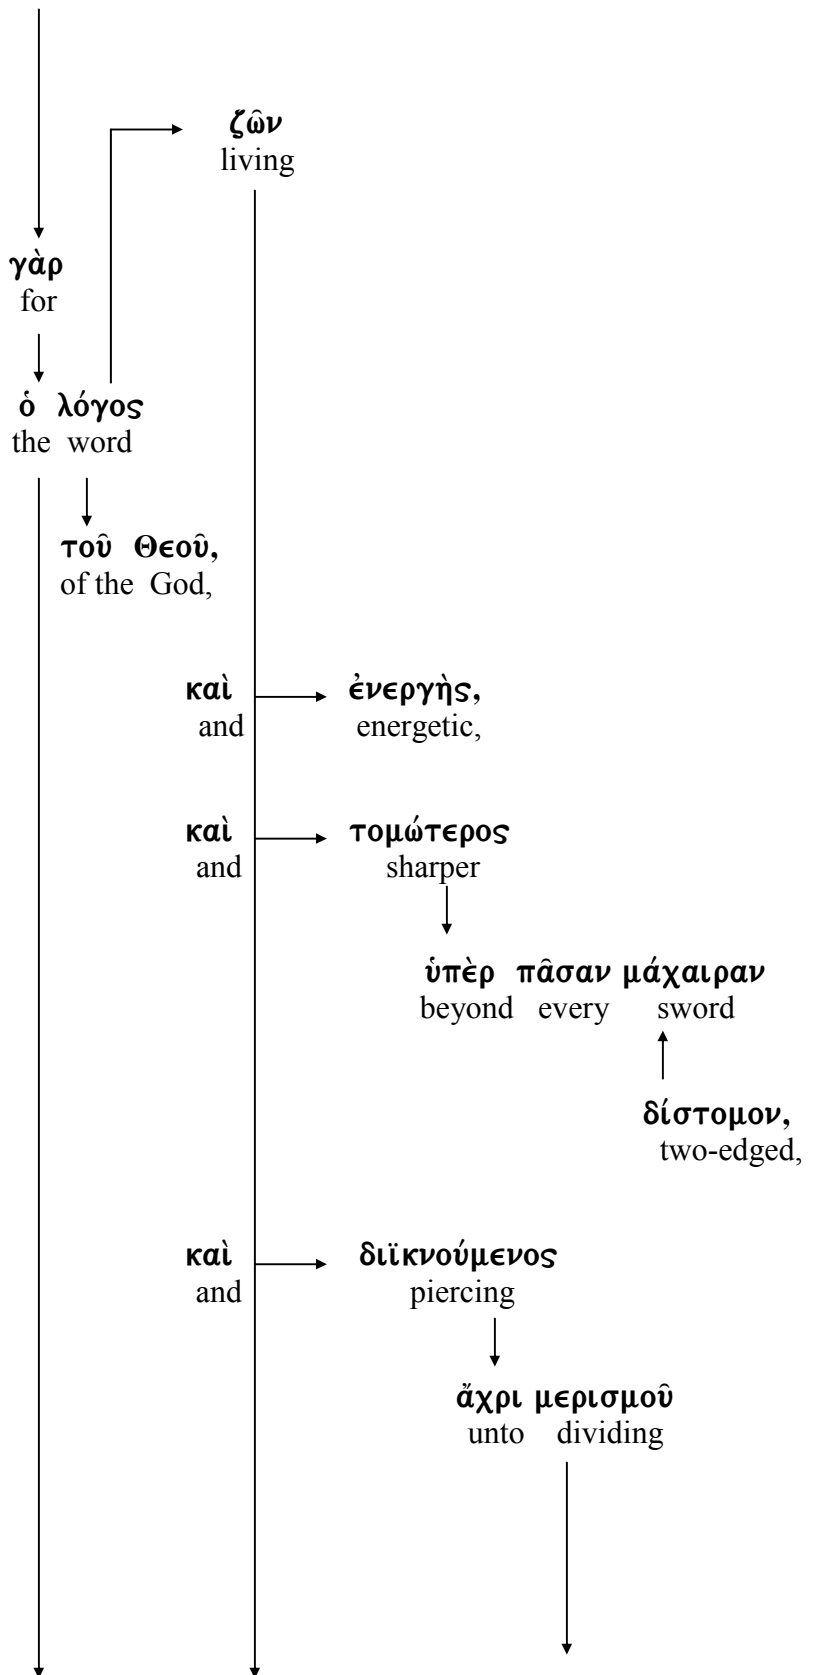 ζῶν
living
γὰρ
for
ὁ λόγος
the word
τοῦ Θεοῦ,
of the God,
καὶ ἐνεργὴς,
and energetic,
καὶ τομώτερος
and sharper
ὑπὲρ πᾶσαν μάχαιραν
beyond every sword
δίστομον,
two-edged,
καὶ διϊκνούμενος
and piercing
ἄχρι μερισμοῦ
unto dividing